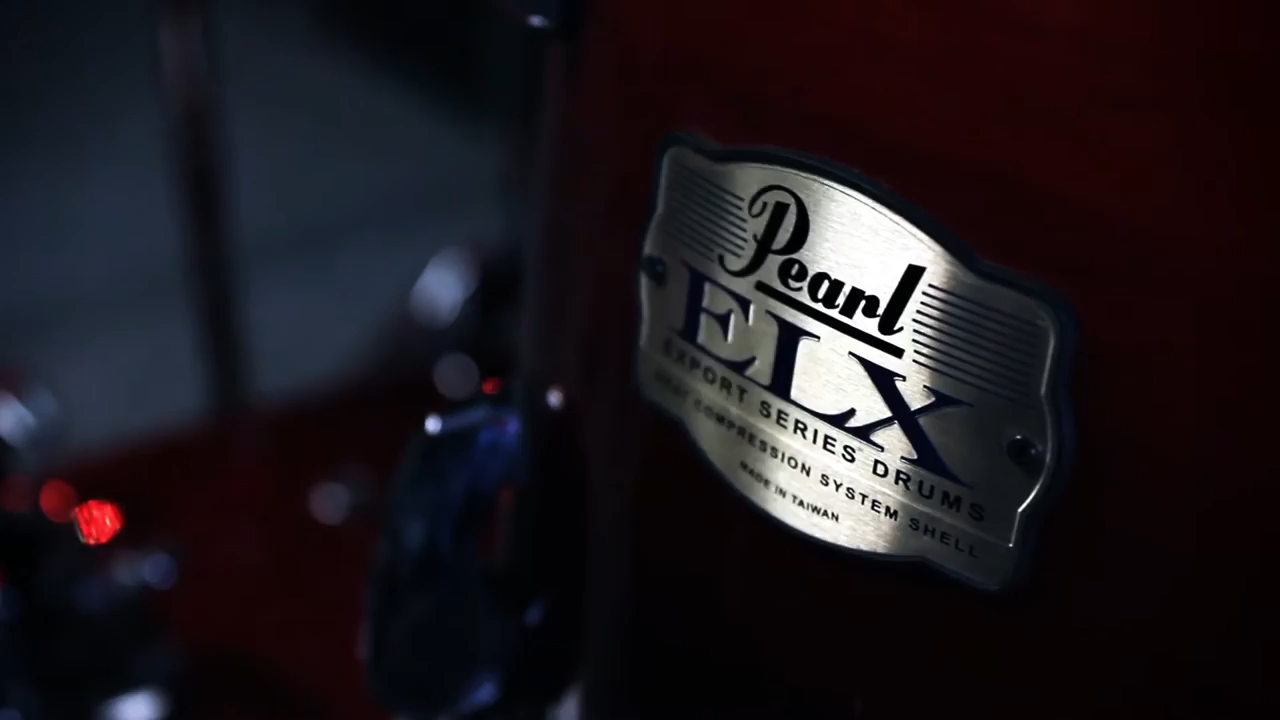 Pearl
ELX
EXPORT SERIES DRUMS
COMPRESSION SYSTEM SHELL
MADE IN TAIWAN